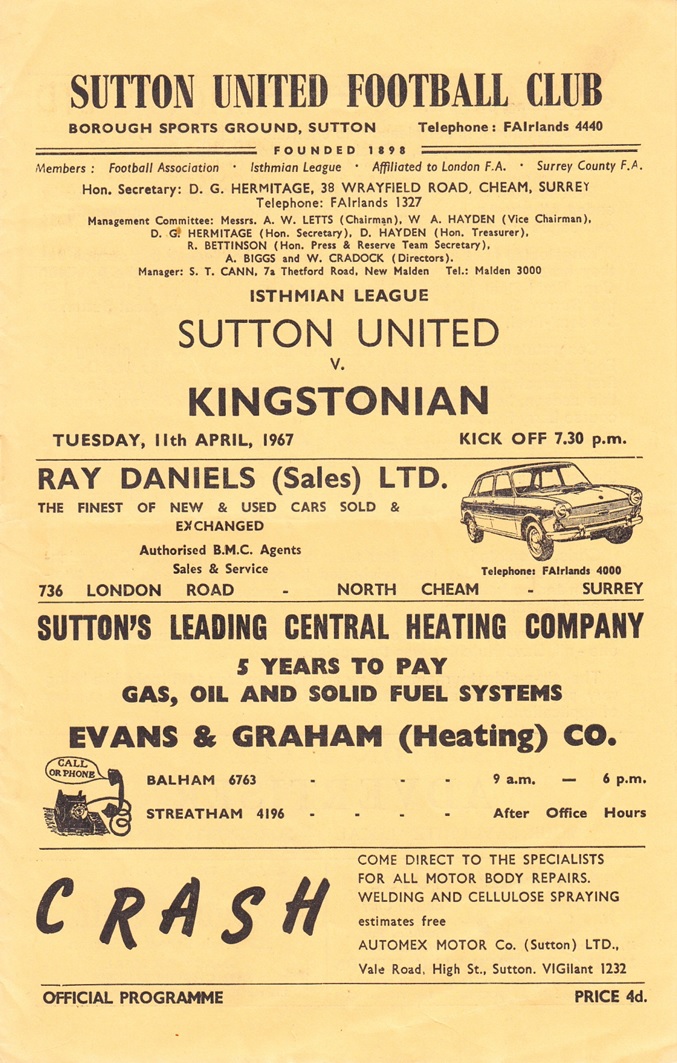 SUTTON UNITED FOOTBALL CLUB
BOROUGH SPORTS GROUND, SUTTON Telephone: FAIrlands 4440
FOUNDED 1898
Members: Football Association · Isthmian League · Affiliated to London F.A. · Surrey County F.A.
Hon. Secretary: D. G. HERMITAGE, 38 WRAYFIELD ROAD, CHEAM, SURREY
Telephone: FAIrlands 1327
Management Committee: Messrs. A. W. LETTS (Chairman), W A. HAYDEN (Vice Chairman),
D. G. HERMITAGE (Hon. Secretary), D. HAYDEN (Hon. Treasurer),
R. BETTINSON (Hon. Press & Reserve Team Secretary),
A. BIGGS and W. CRADOCK (Directors).
Manager: S. T. CANN, 7a Thetford Road, New Malden Tel.: Malden 3000
ISTHMIAN LEAGUE
SUTTON UNITED
V.
KINGSTONIAN
TUESDAY, 11th APRIL, 1967 KICK OFF 7.30 p.m.
RAY DANIELS (Sales) LTD.
THE FINEST OF NEW & USED CARS SOLD &
EXCHANGED
Authorised B.M.C. Agents
Sales & Service
Telephone: FAIrlands 4000
736 LONDON ROAD - NORTH CHEAM - SURREY
SUTTON'S LEADING CENTRAL HEATING COMPANY
5 YEARS TO PAY
GAS, OIL AND SOLID FUEL SYSTEMS
EVANS & GRAHAM (Heating) CO.
CALL
OR PHONE
BALHAM 6763 - - - 9 a.m. — 6 p.m.
STREATHAM 4196 - - - - After Office Hours
CRASH
COME DIRECT TO THE SPECIALISTS
FOR ALL MOTOR BODY REPAIRS.
WELDING AND CELLULOSE SPRAYING
estimates free
AUTOMEX MOTOR Co. (Sutton) LTD.,
Vale Road, High St., Sutton. VIGilant 1232
OFFICIAL PROGRAMME PRICE 4d.